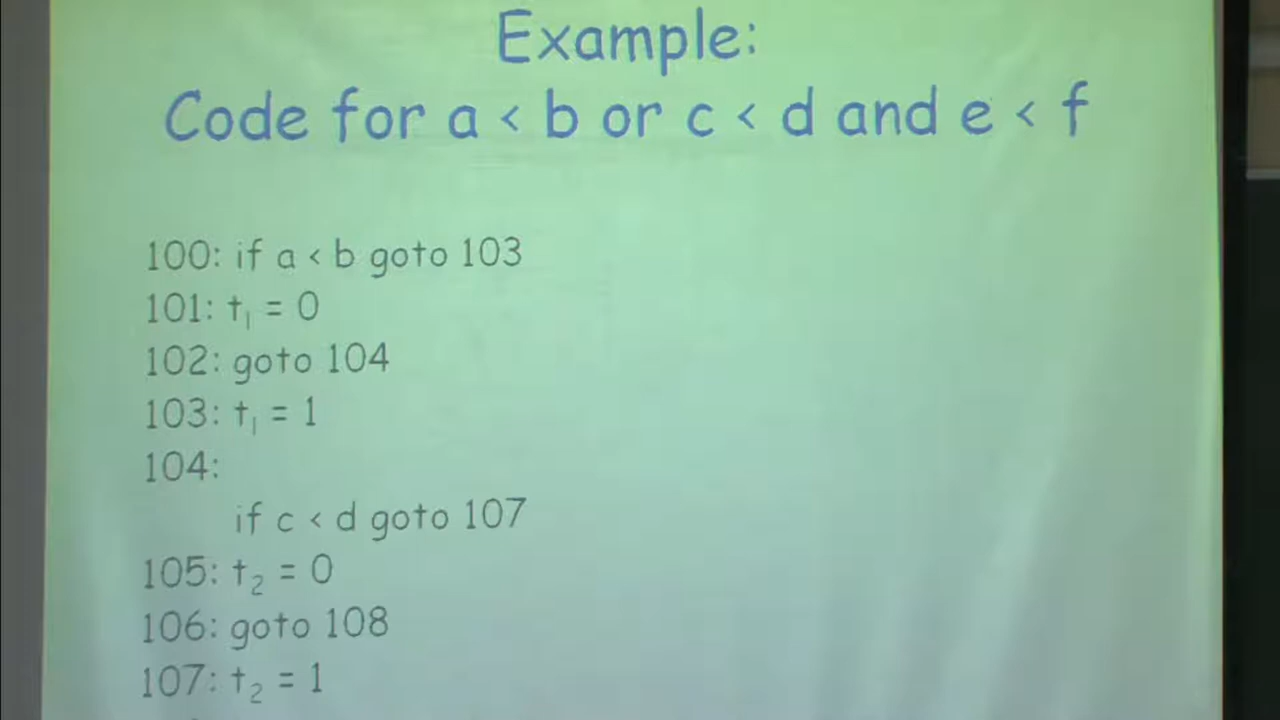 Example:
Code for a < b or c < d and e < f
100: if a < b goto 103
101: t₁ = 0
102: goto 104
103: t₁ = 1
104:
if c < d goto 107
105: t₂ = 0
106: goto 108
107: t₂ = 1